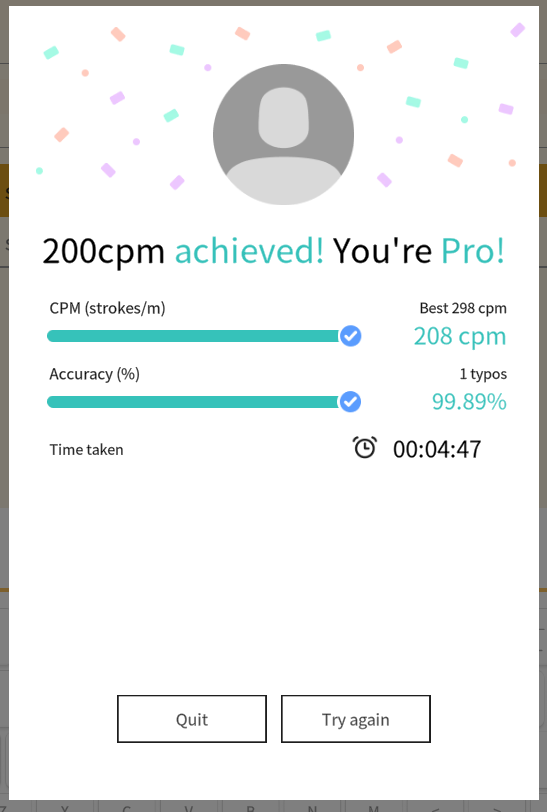 200cpm achieved! You're Pro!
CPM (strokes/m)
Best 298 cpm
208 cpm
Accuracy (%)
1 typos
99.89%
Time taken
00:04:47
Quit
Try again